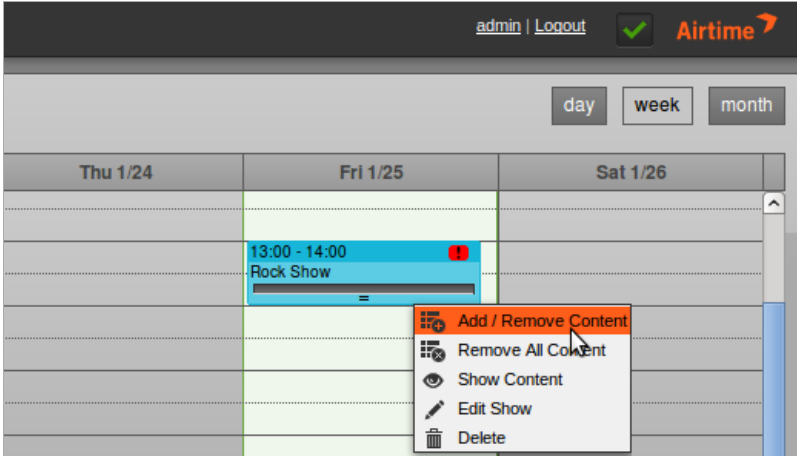 admin | Logout
Airtime
day week month
Thu 1/24 Fri 1/25 Sat 1/26
13:00 - 14:00 !
Rock Show
=
Add / Remove Content
Remove All Content
Show Content
Edit Show
Delete